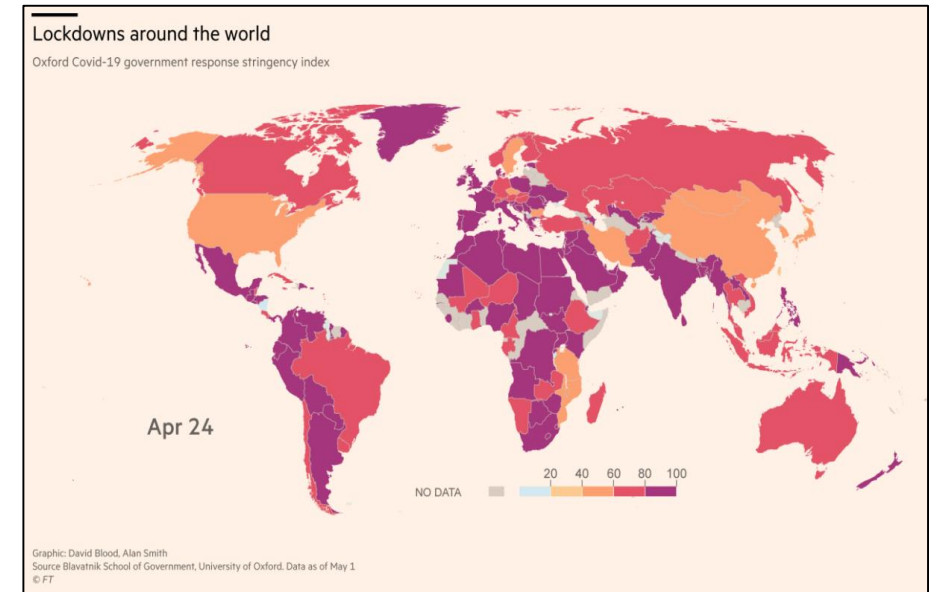 Lockdowns around the world
Oxford Covid-19 government response stringency index
Apr 24
20 40 60 80 100
NO DATA
Graphic: David Blood, Alan Smith
Source Blavatnik School of Government, University of Oxford. Data as of May 1
© FT